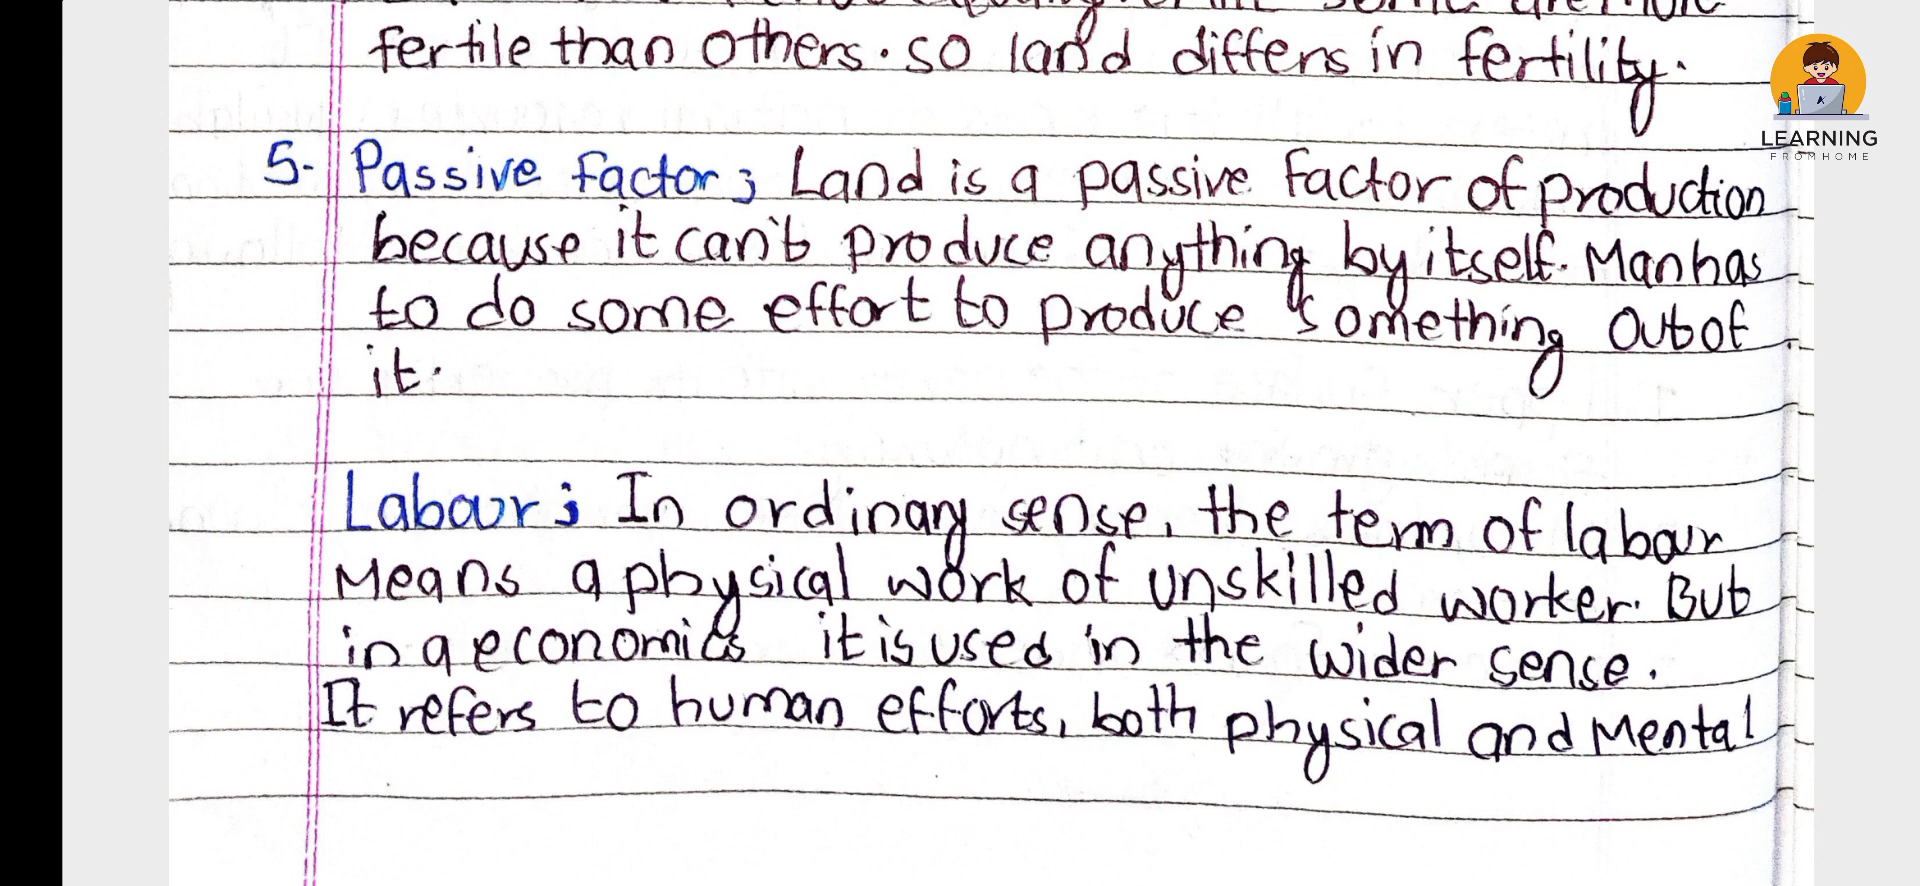 some are more
fertile than others. so land differs in fertility.
5. Passive factor; Land is a passive factor of production
because it can't produce anything by itself. Man has
to do some effort to produce something out of
it.
Labour; In ordinary sense, the term of labour
Means a physical work of unskilled worker. But
in a economics it is used in the wider sense.
It refers to human efforts, both physical and Mental
LEARNING
FROM HOME
K